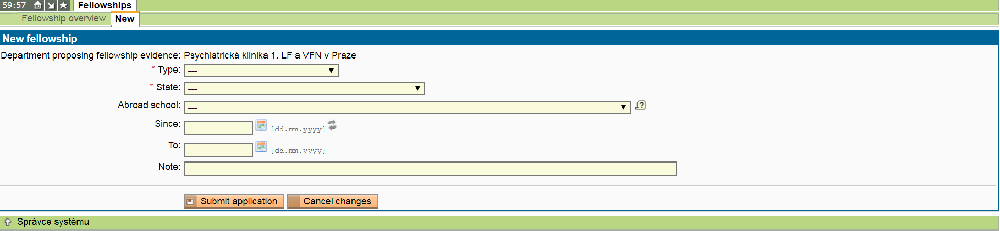 59:57 Fellowships
Fellowship overview New
New fellowship
Department proposing fellowship evidence: Psychiatrická klinika 1. LF a VFN v Praze
* Type: ---
* State: ---
Abroad school: --- ?
Since: [dd.mm.yyyy]
To: [dd.mm.yyyy]
Note:
Submit application Cancel changes
Správce systému